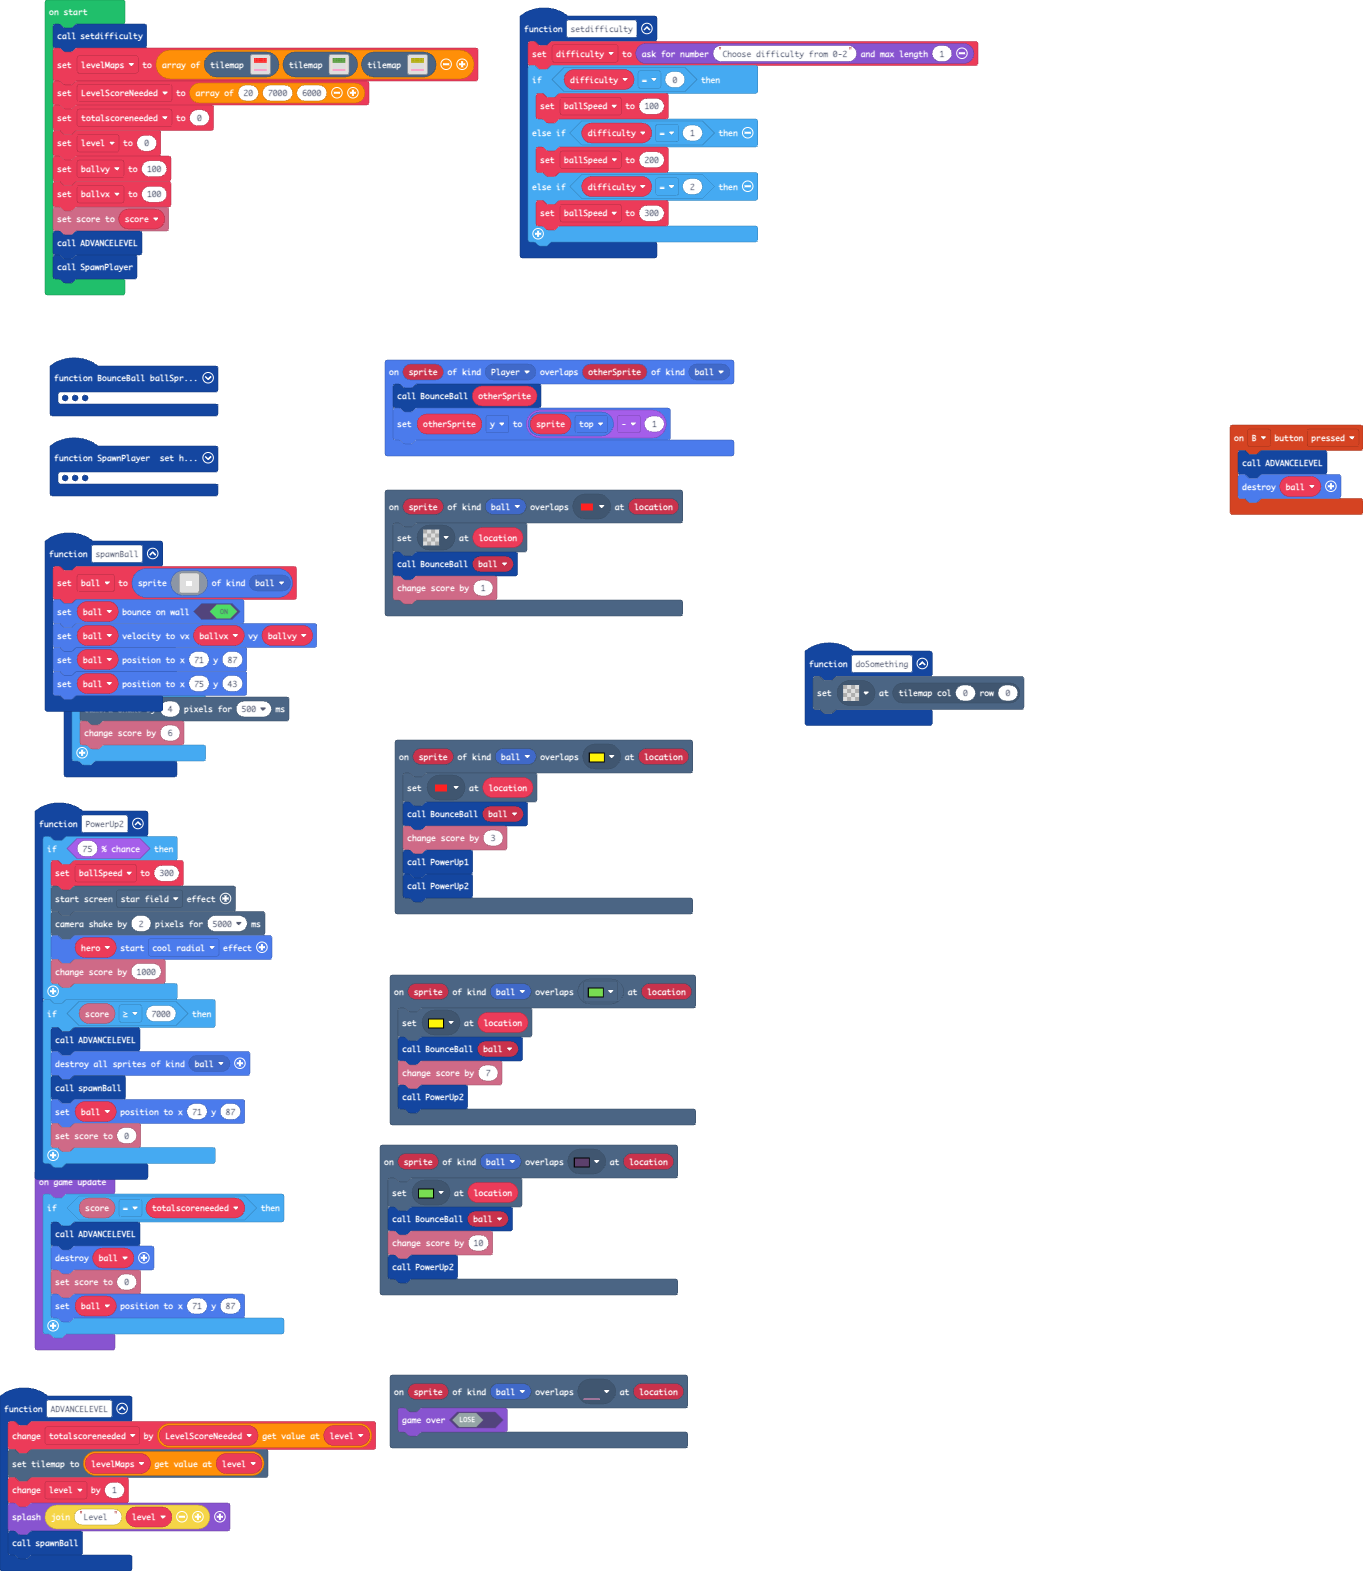 on start
call setdifficulty
set levelMaps to array of tilemap tilemap tilemap
set LevelScoreNeeded to array of 20 7000 6000
set totalscoreneeded to 0
set level to 0
set ballvy to 100
set ballvx to 100
set score to score
call ADVANCELEVEL
call SpawnPlayer
function setdifficulty
set difficulty to ask for number "Choose difficulty from 0-2" and max length 1
if difficulty = 0 then
set ballSpeed to 100
else if difficulty = 1 then
set ballSpeed to 200
else if difficulty = 2 then
set ballSpeed to 300
function BounceBall ballSpr...
function SpawnPlayer set h...
function spawnBall
set ball to sprite of kind ball
set ball bounce on wall ON
set ball velocity to vx ballvx vy ballvy
set ball position to x 71 y 87
set ball position to x 75 y 43
4 pixels for 500 ms
change score by 6
function PowerUp2
if 75 % chance then
set ballSpeed to 300
start screen star field effect
camera shake by 2 pixels for 5000 ms
hero start cool radial effect
change score by 1000
if score ≥ 7000 then
call ADVANCELEVEL
destroy all sprites of kind ball
call spawnBall
set ball position to x 71 y 87
set score to 0
on game update
if score = totalscoreneeded then
call ADVANCELEVEL
destroy ball
set score to 0
set ball position to x 71 y 87
function ADVANCELEVEL
change totalscoreneeded by LevelScoreNeeded get value at level
set tilemap to levelMaps get value at level
change level by 1
splash join "Level " level
call spawnBall
on sprite of kind Player overlaps otherSprite of kind ball
call BounceBall otherSprite
set otherSprite y to sprite top - 1
on sprite of kind ball overlaps at location
set at location
call BounceBall ball
change score by 1
on sprite of kind ball overlaps at location
set at location
call BounceBall ball
change score by 3
call PowerUp1
call PowerUp2
on sprite of kind ball overlaps at location
set at location
call BounceBall ball
change score by 7
call PowerUp2
on sprite of kind ball overlaps at location
set at location
call BounceBall ball
change score by 10
call PowerUp2
on sprite of kind ball overlaps at location
game over LOSE
function doSomething
set at tilemap col 0 row 0
on B button pressed
call ADVANCELEVEL
destroy ball